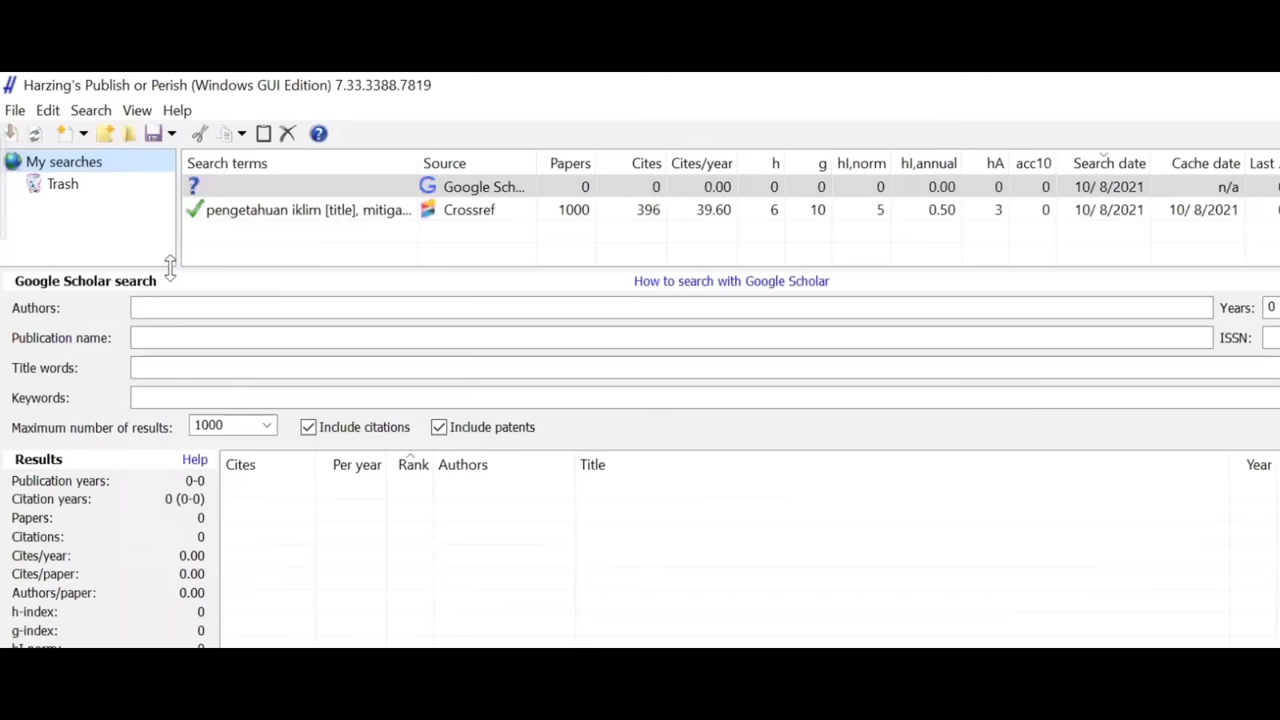 Harzing's Publish or Perish (Windows GUI Edition) 7.33.3388.7819
File Edit Search View Help
My searches
Trash
Search terms Source Papers Cites Cites/year h g hI,norm hI,annual hA acc10 Search date Cache date Last
? Google Sch... 0 0 0.00 0 0 0 0.00 0 0 10/ 8/2021 n/a
pengetahuan iklim [title], mitiga... Crossref 1000 396 39.60 6 10 5 0.50 3 0 10/ 8/2021 10/ 8/2021
Google Scholar search How to search with Google Scholar
Authors: Years: 0
Publication name: ISSN:
Title words:
Keywords:
Maximum number of results: 1000 Include citations Include patents
Results Help
Cites Per year Rank Authors Title Year
Publication years: 0-0
Citation years: 0 (0-0)
Papers: 0
Citations: 0
Cites/year: 0.00
Cites/paper: 0.00
Authors/paper: 0.00
h-index: 0
g-index: 0